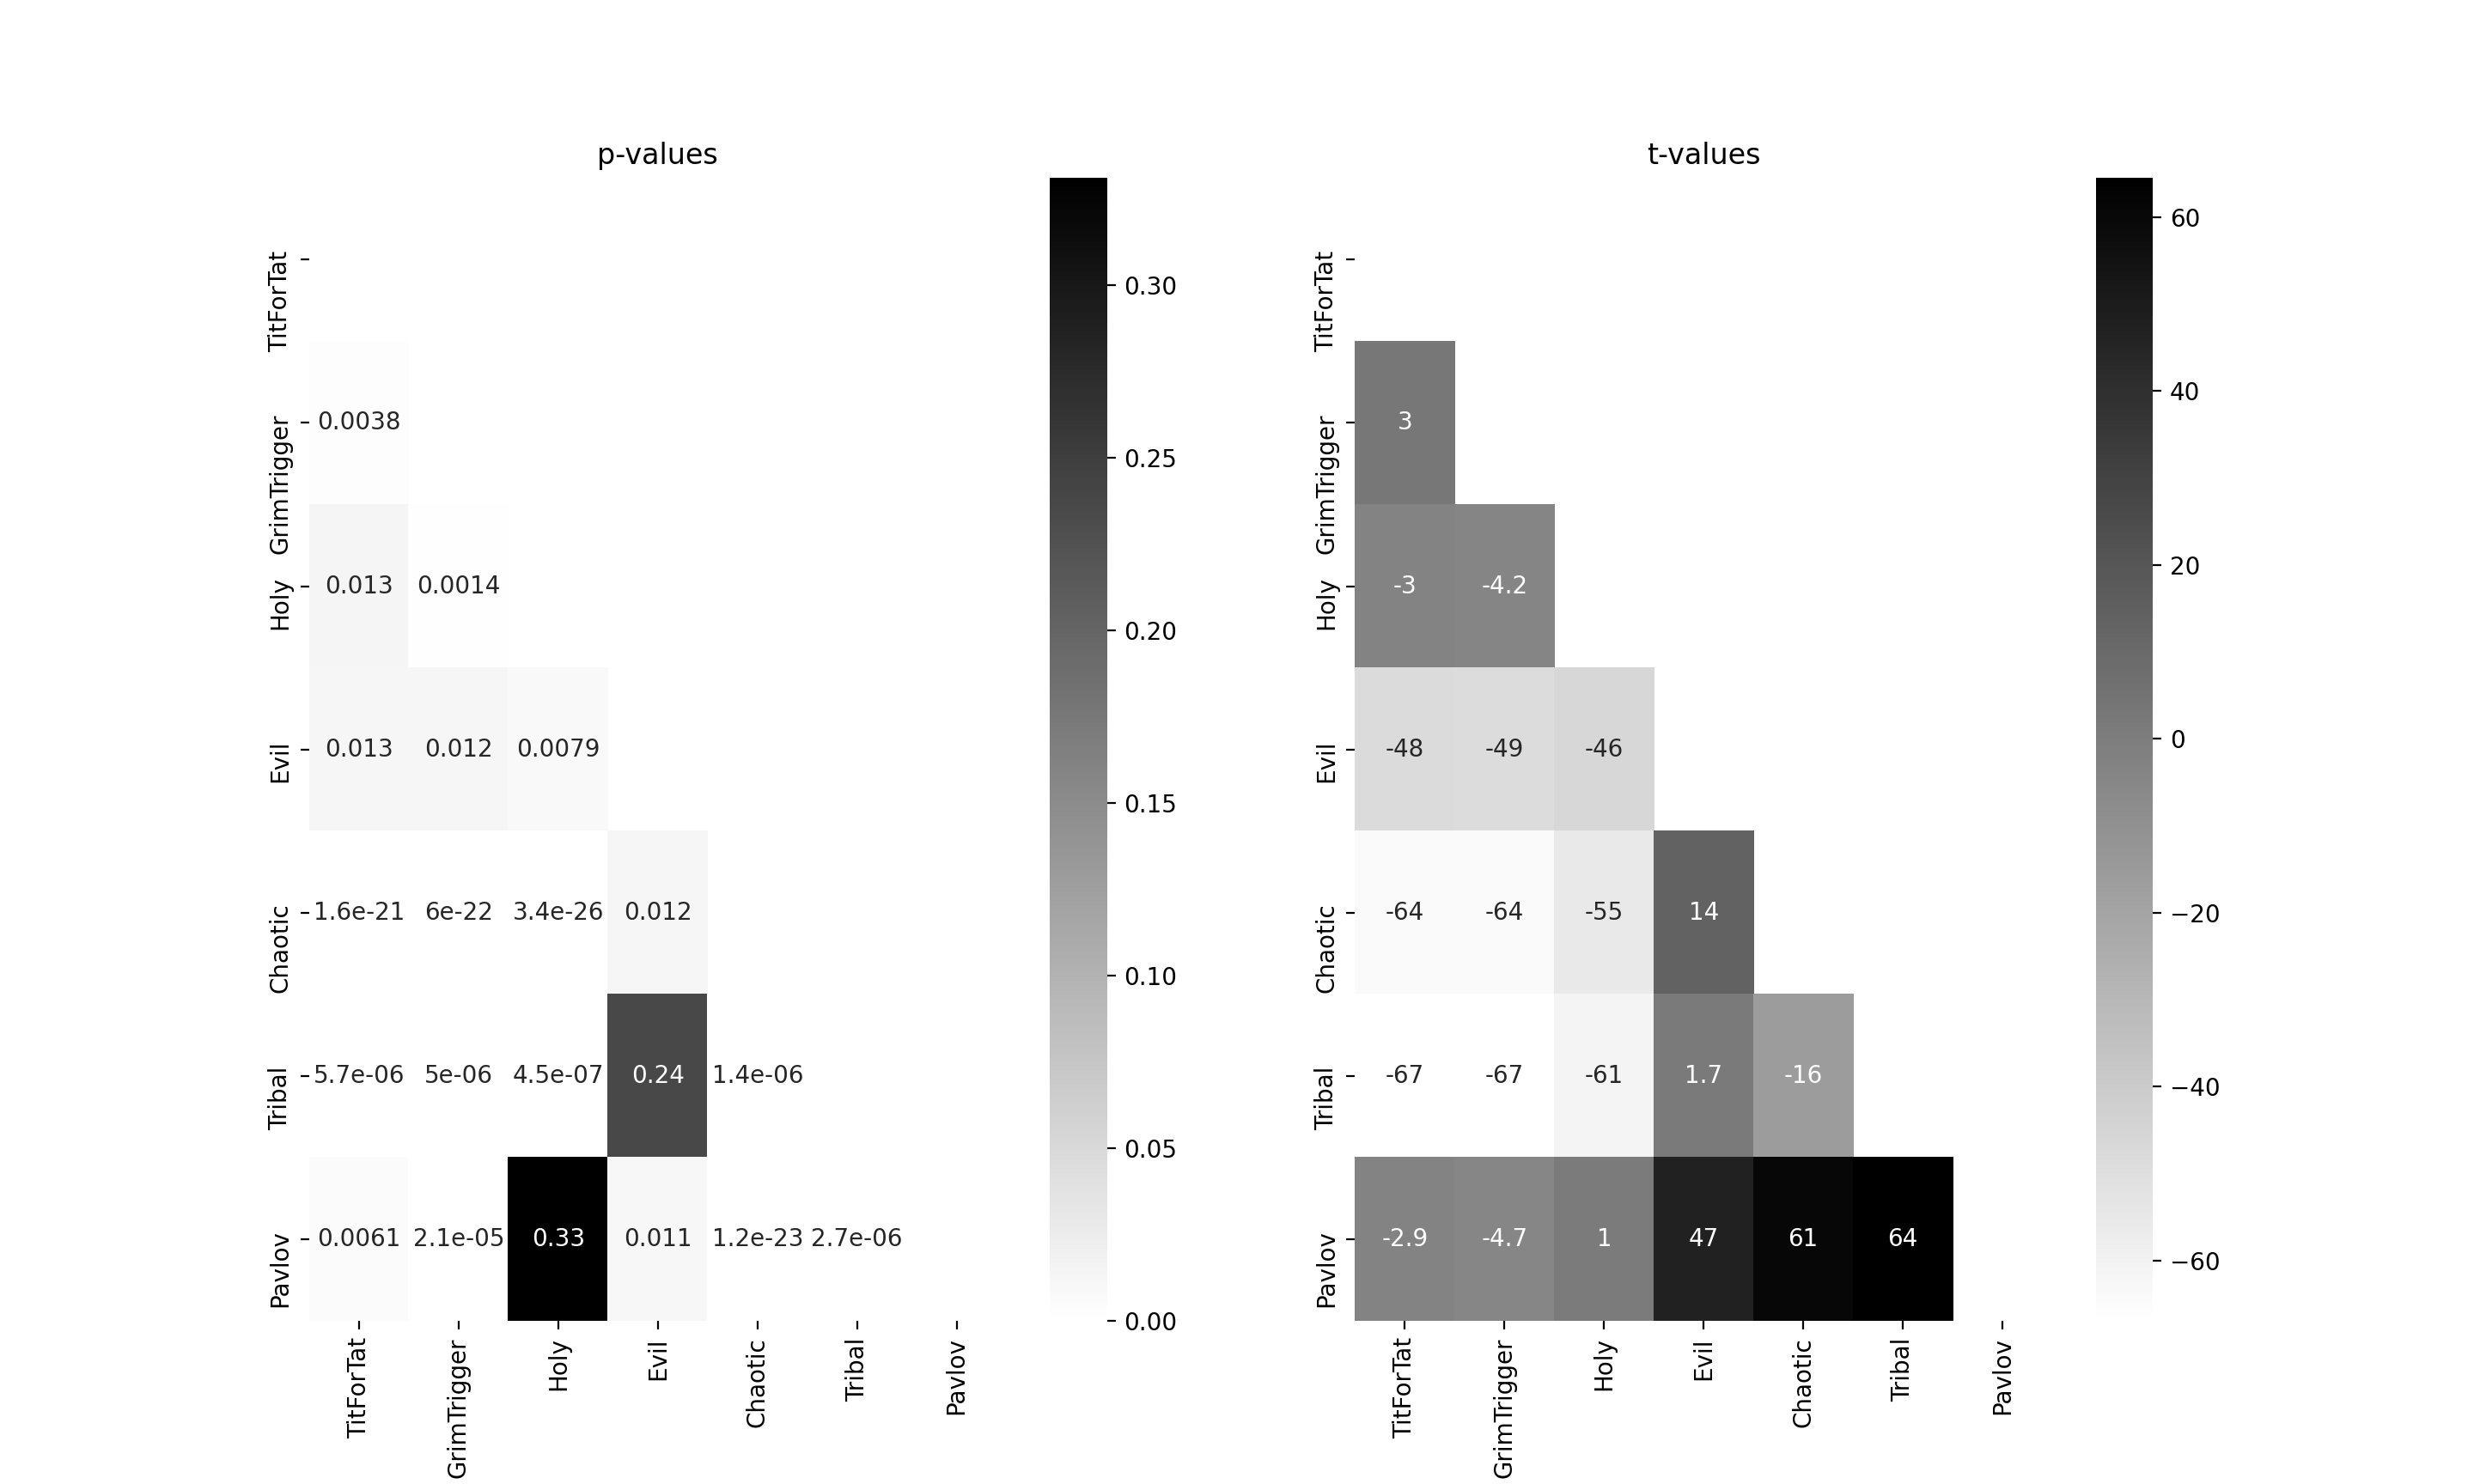 p-values
TitForTat
GrimTrigger
Holy
Evil
Chaotic
Tribal
Pavlov
0.0038
0.013 0.0014
0.013 0.012 0.0079
1.6e-21 6e-22 3.4e-26 0.012
5.7e-06 5e-06 4.5e-07 0.24 1.4e-06
0.0061 2.1e-05 0.33 0.011 1.2e-23 2.7e-06
TitForTat
GrimTrigger
Holy
Evil
Chaotic
Tribal
Pavlov
0.30
0.25
0.20
0.15
0.10
0.05
0.00
t-values
TitForTat
GrimTrigger
Holy
Evil
Chaotic
Tribal
Pavlov
3
-3 -4.2
-48 -49 -46
-64 -64 -55 14
-67 -67 -61 1.7 -16
-2.9 -4.7 1 47 61 64
TitForTat
GrimTrigger
Holy
Evil
Chaotic
Tribal
Pavlov
60
40
20
0
−20
−40
−60